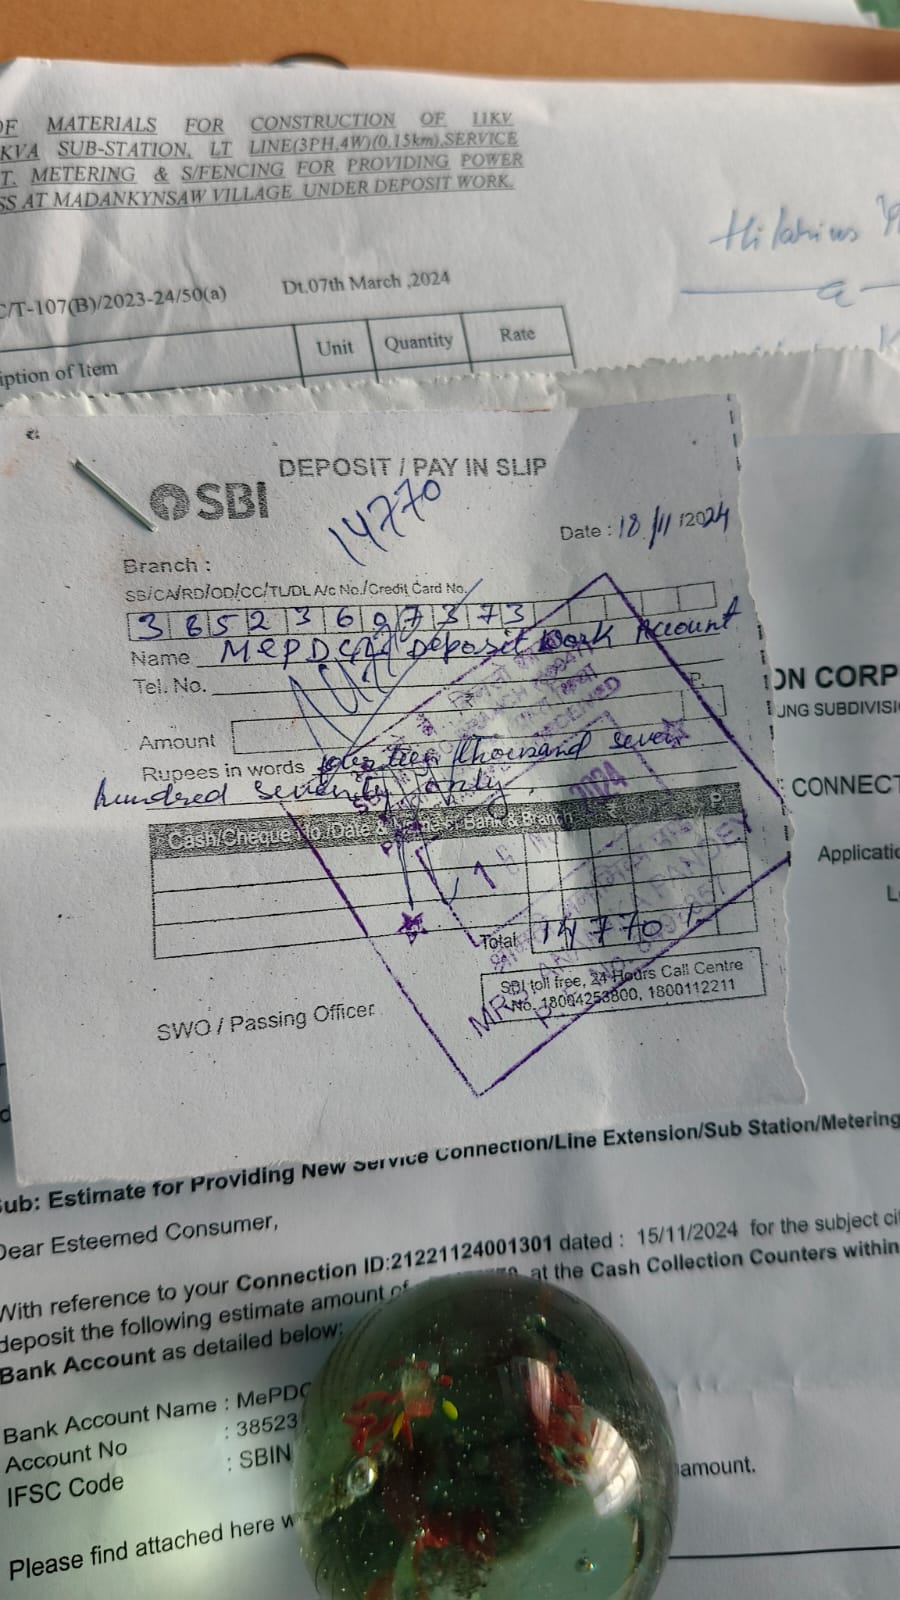 OF MATERIALS FOR CONSTRUCTION OF 11KV
KVA SUB-STATION, LT LINE(3PH,4W)(0.15km),SERVICE
T. METERING & S/FENCING FOR PROVIDING POWER
SS AT MADANKYNSAW VILLAGE UNDER DEPOSIT WORK.
Hilarius
C/T-107(B)/2023-24/50(a) Dt.07th March ,2024
iption of Item Unit Quantity Rate
DEPOSIT / PAY IN SLIP
SBI
14770
Date : 18/11/2024
Branch :
SB/CA/RD/OD/CC/TL/DL A/c No./Credit Card No.
38523697373
Name MePDCL Deposit Work Account
Tel. No.
P.
Amount
Rupees in words thousand seven
hundred seventy only.
Cash/Cheque No /Date & Bank & Branch P.
2024
Total 14770/-
SBI toll free, 24 Hours Call Centre
No. 18004253800, 1800112211
SWO / Passing Officer
ON CORP
UNG SUBDIVISI
CONNECT
Applicatio
L
Sub: Estimate for Providing New Service Connection/Line Extension/Sub Station/Metering
Dear Esteemed Consumer,
With reference to your Connection ID:21221124001301 dated : 15/11/2024 for the subject ci
deposit the following estimate amount of at the Cash Collection Counters within
Bank Account as detailed below:
Bank Account Name : MePDC
Account No : 38523
IFSC Code : SBIN
amount.
Please find attached here w